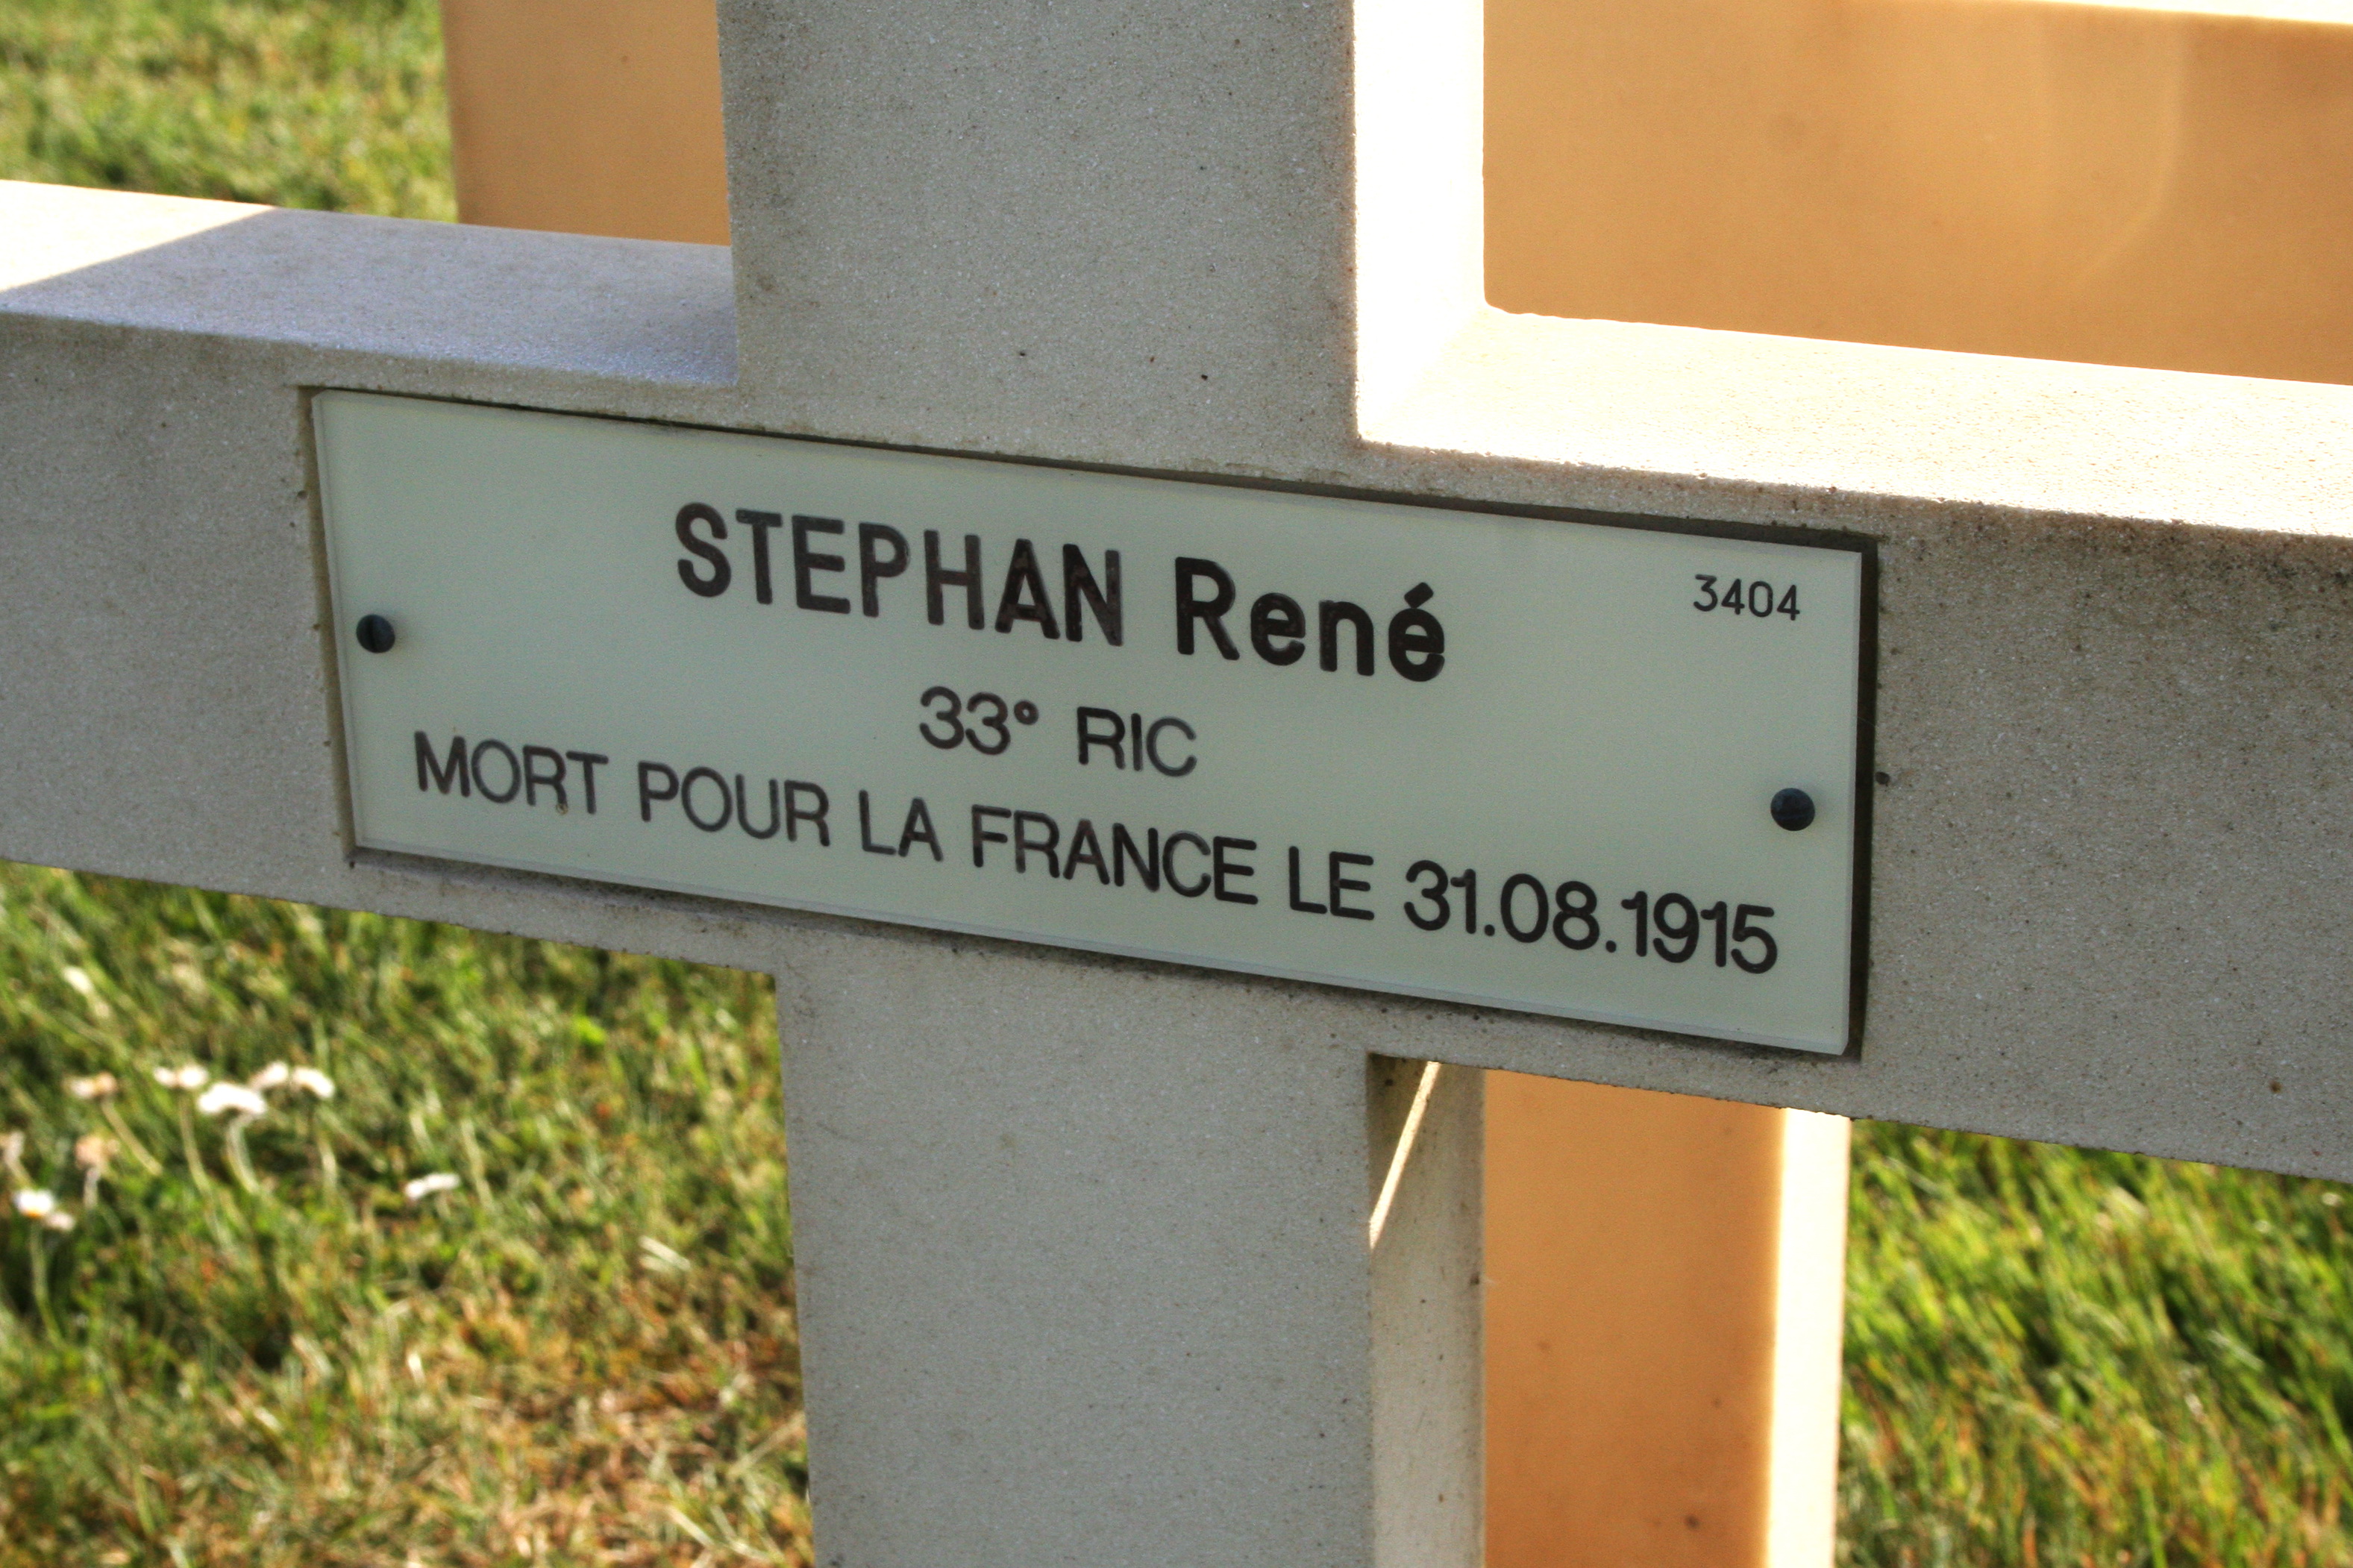 STEPHAN René
3404
33° RIC
MORT POUR LA FRANCE LE 31.08.1915